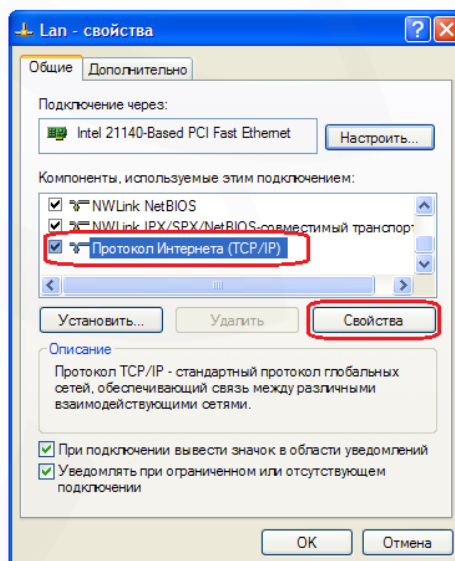 Lan - свойства
Общие Дополнительно
Подключение через:
Intel 21140-Based PCI Fast Ethernet Настроить...
Компоненты, используемые этим подключением:
NWLink NetBIOS
NWLink IPX/SPX/NetBIOS-совместимый транспорт
Протокол Интернета (TCP/IP)
Установить... Удалить Свойства
Описание
Протокол TCP/IP - стандартный протокол глобальных
сетей, обеспечивающий связь между различными
взаимодействующими сетями.
При подключении вывести значок в области уведомлений
Уведомлять при ограниченном или отсутствующем
подключении
OK Отмена